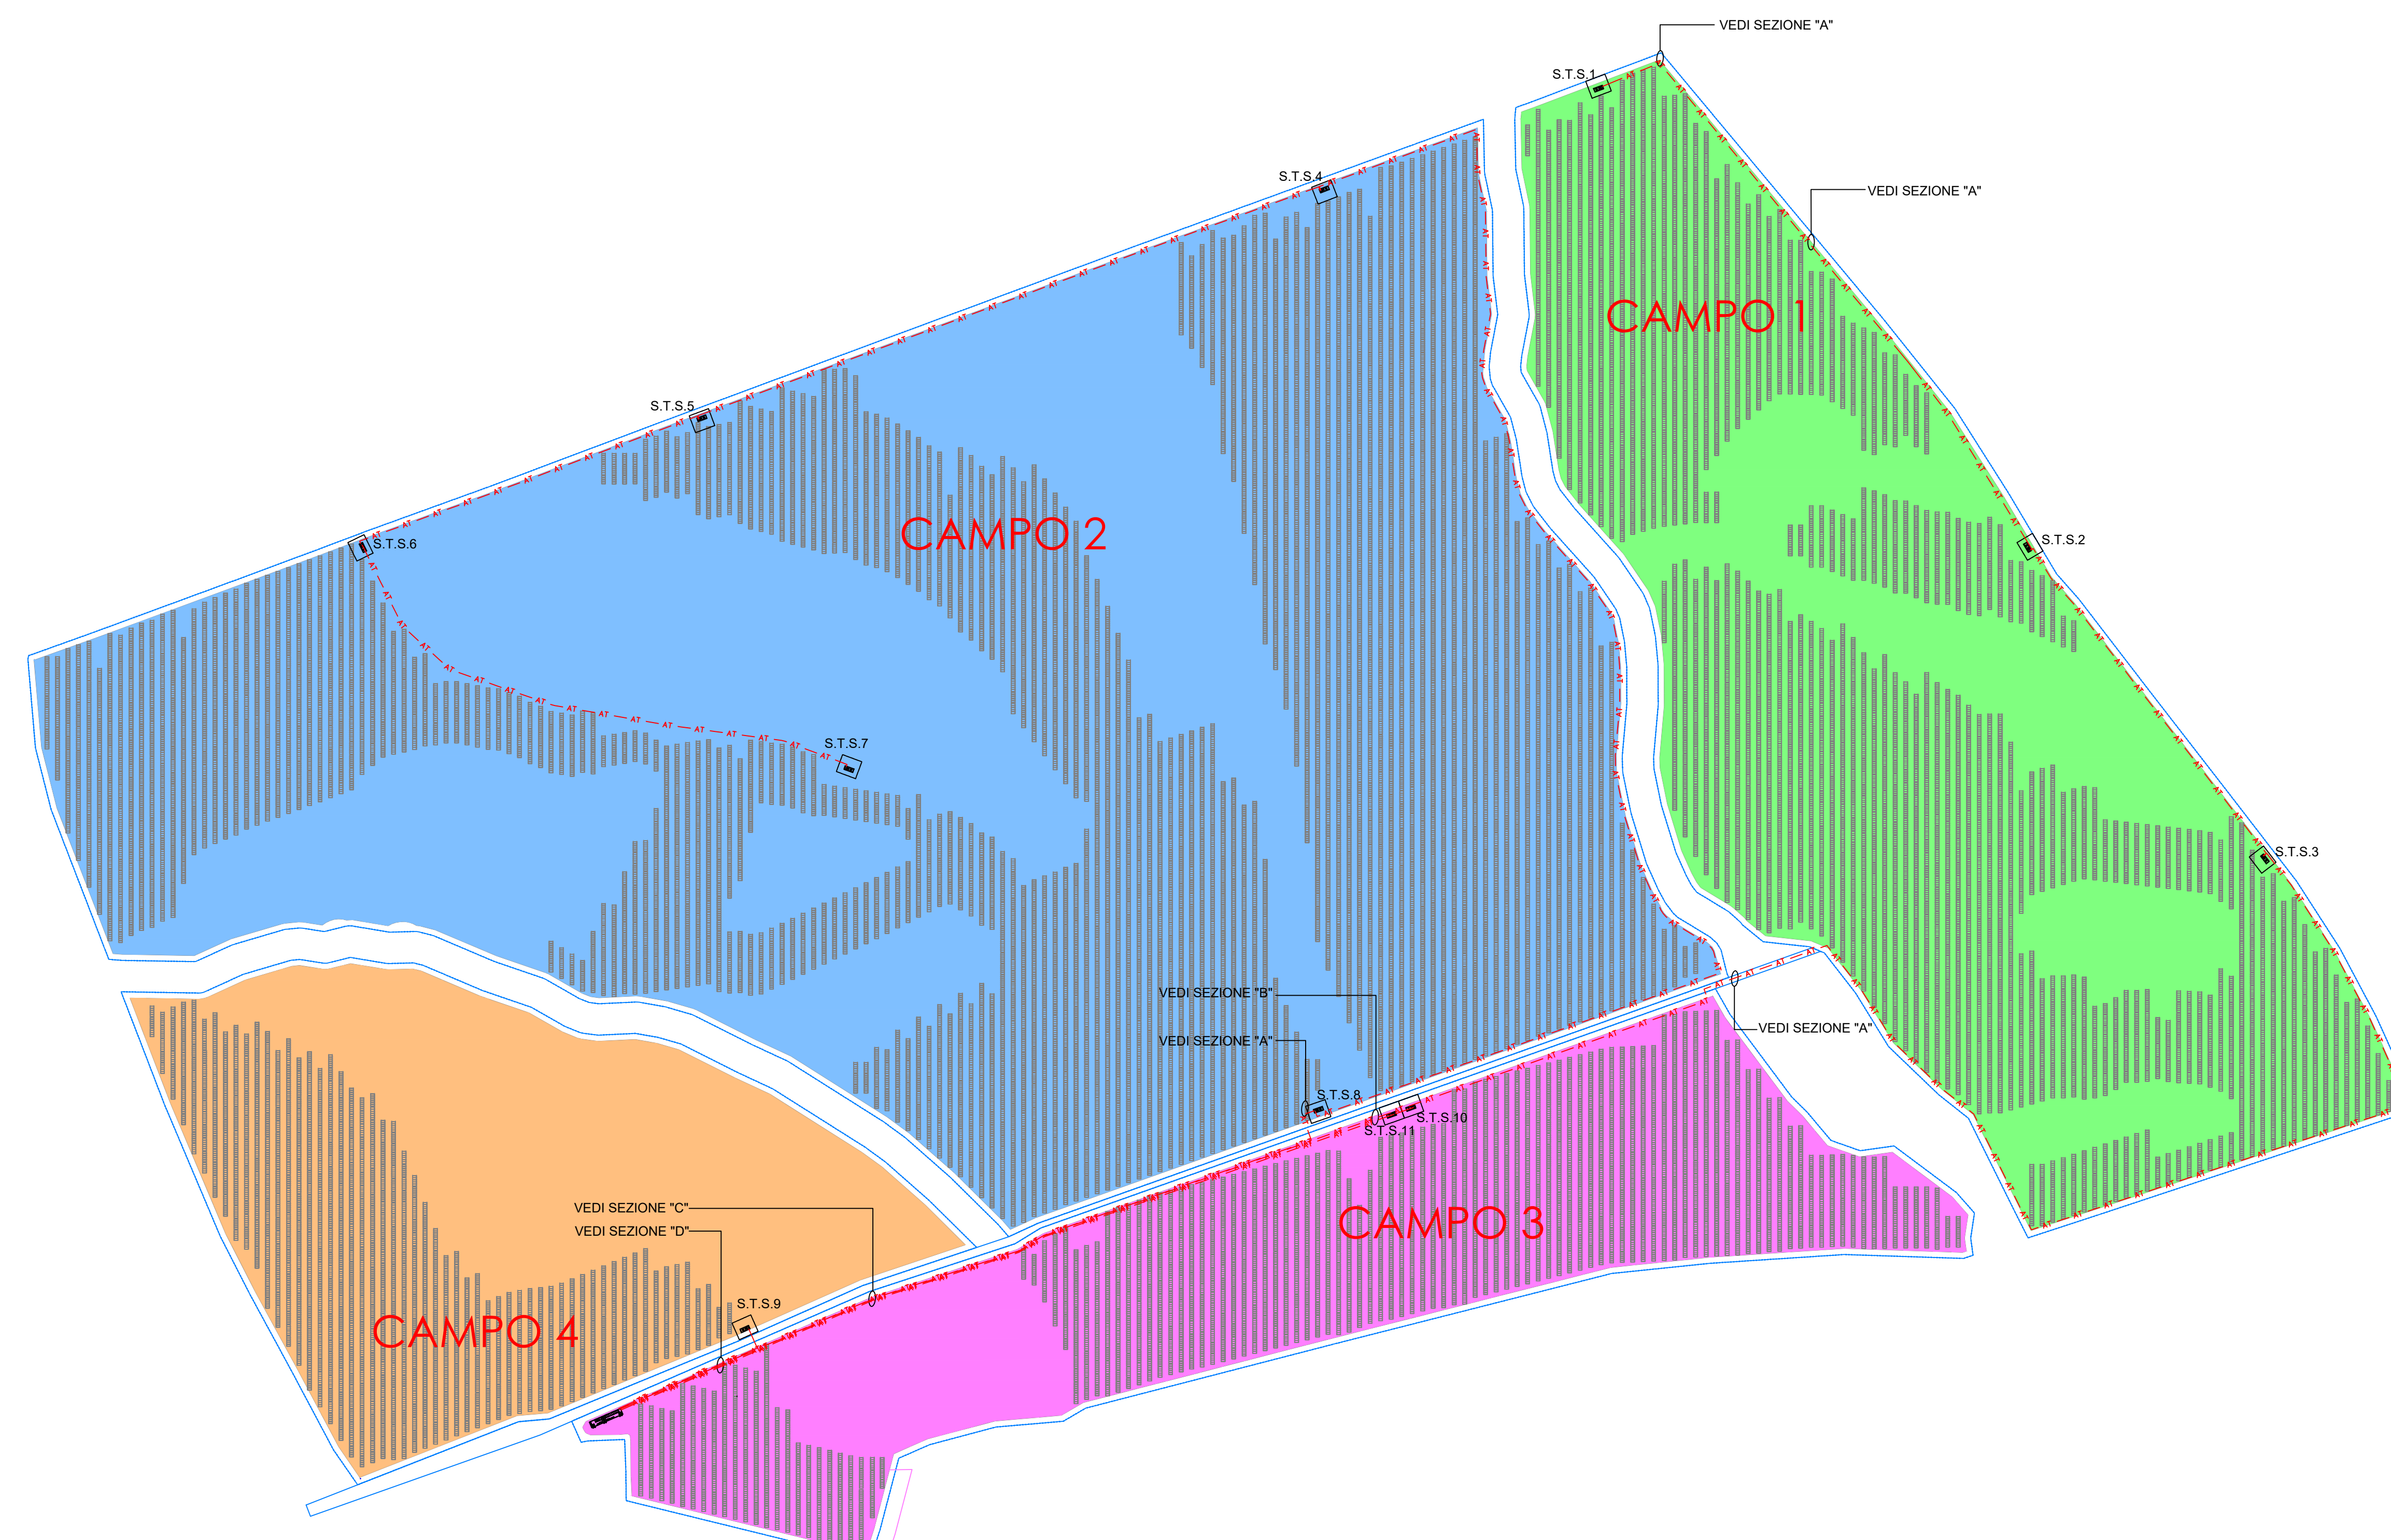 VEDI SEZIONE "A"
S.T.S.1
S.T.S.4
VEDI SEZIONE "A"
CAMPO 1
S.T.S.5
CAMPO 2
S.T.S.6
S.T.S.2
S.T.S.7
S.T.S.3
VEDI SEZIONE "B"
VEDI SEZIONE "A"
VEDI SEZIONE "A"
S.T.S.8
S.T.S.10
S.T.S.11
VEDI SEZIONE "C"
VEDI SEZIONE "D"
CAMPO 3
S.T.S.9
CAMPO 4